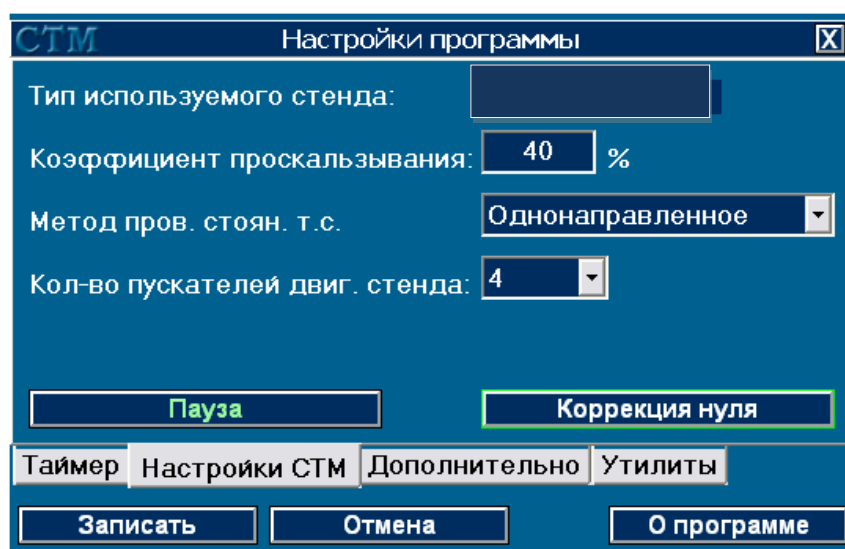 СТМ Настройки программы X
Тип используемого стенда:
Коэффициент проскальзывания: 40 %
Метод пров. стоян. т.с. Однонаправленное
Кол-во пускателей двиг. стенда: 4
Пауза Коррекция нуля
Таймер Настройки СТМ Дополнительно Утилиты
Записать Отмена О программе